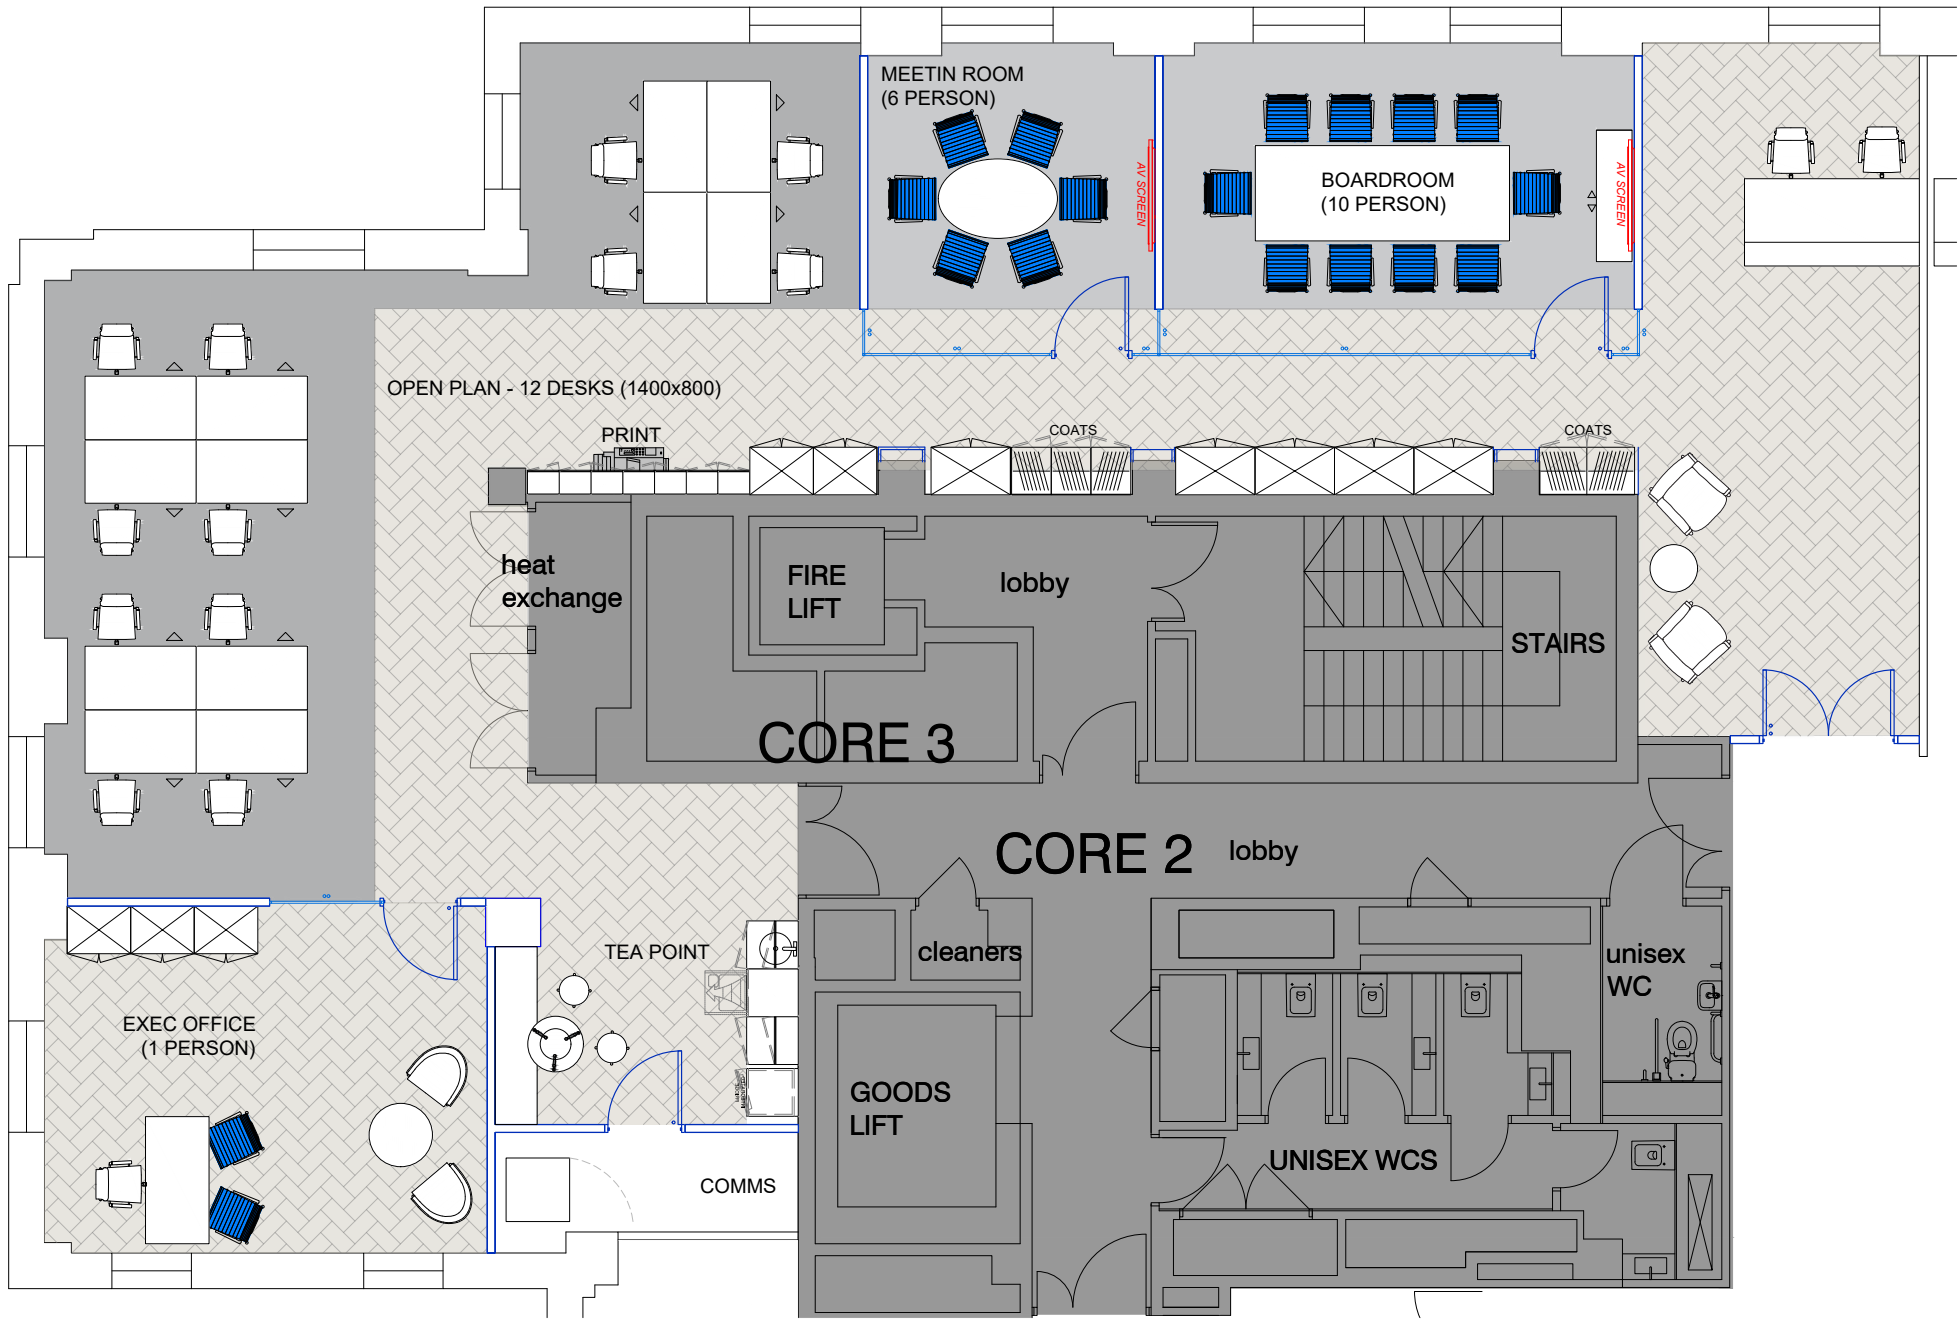 MEETIN ROOM
(6 PERSON)
AV SCREEN
BOARDROOM
(10 PERSON)
AV SCREEN
OPEN PLAN - 12 DESKS (1400x800)
PRINT
COATS
COATS
heat
exchange
FIRE
LIFT
lobby
STAIRS
CORE 3
CORE 2
lobby
TEA POINT
cleaners
unisex
WC
EXEC OFFICE
(1 PERSON)
GOODS
LIFT
UNISEX WCS
COMMS